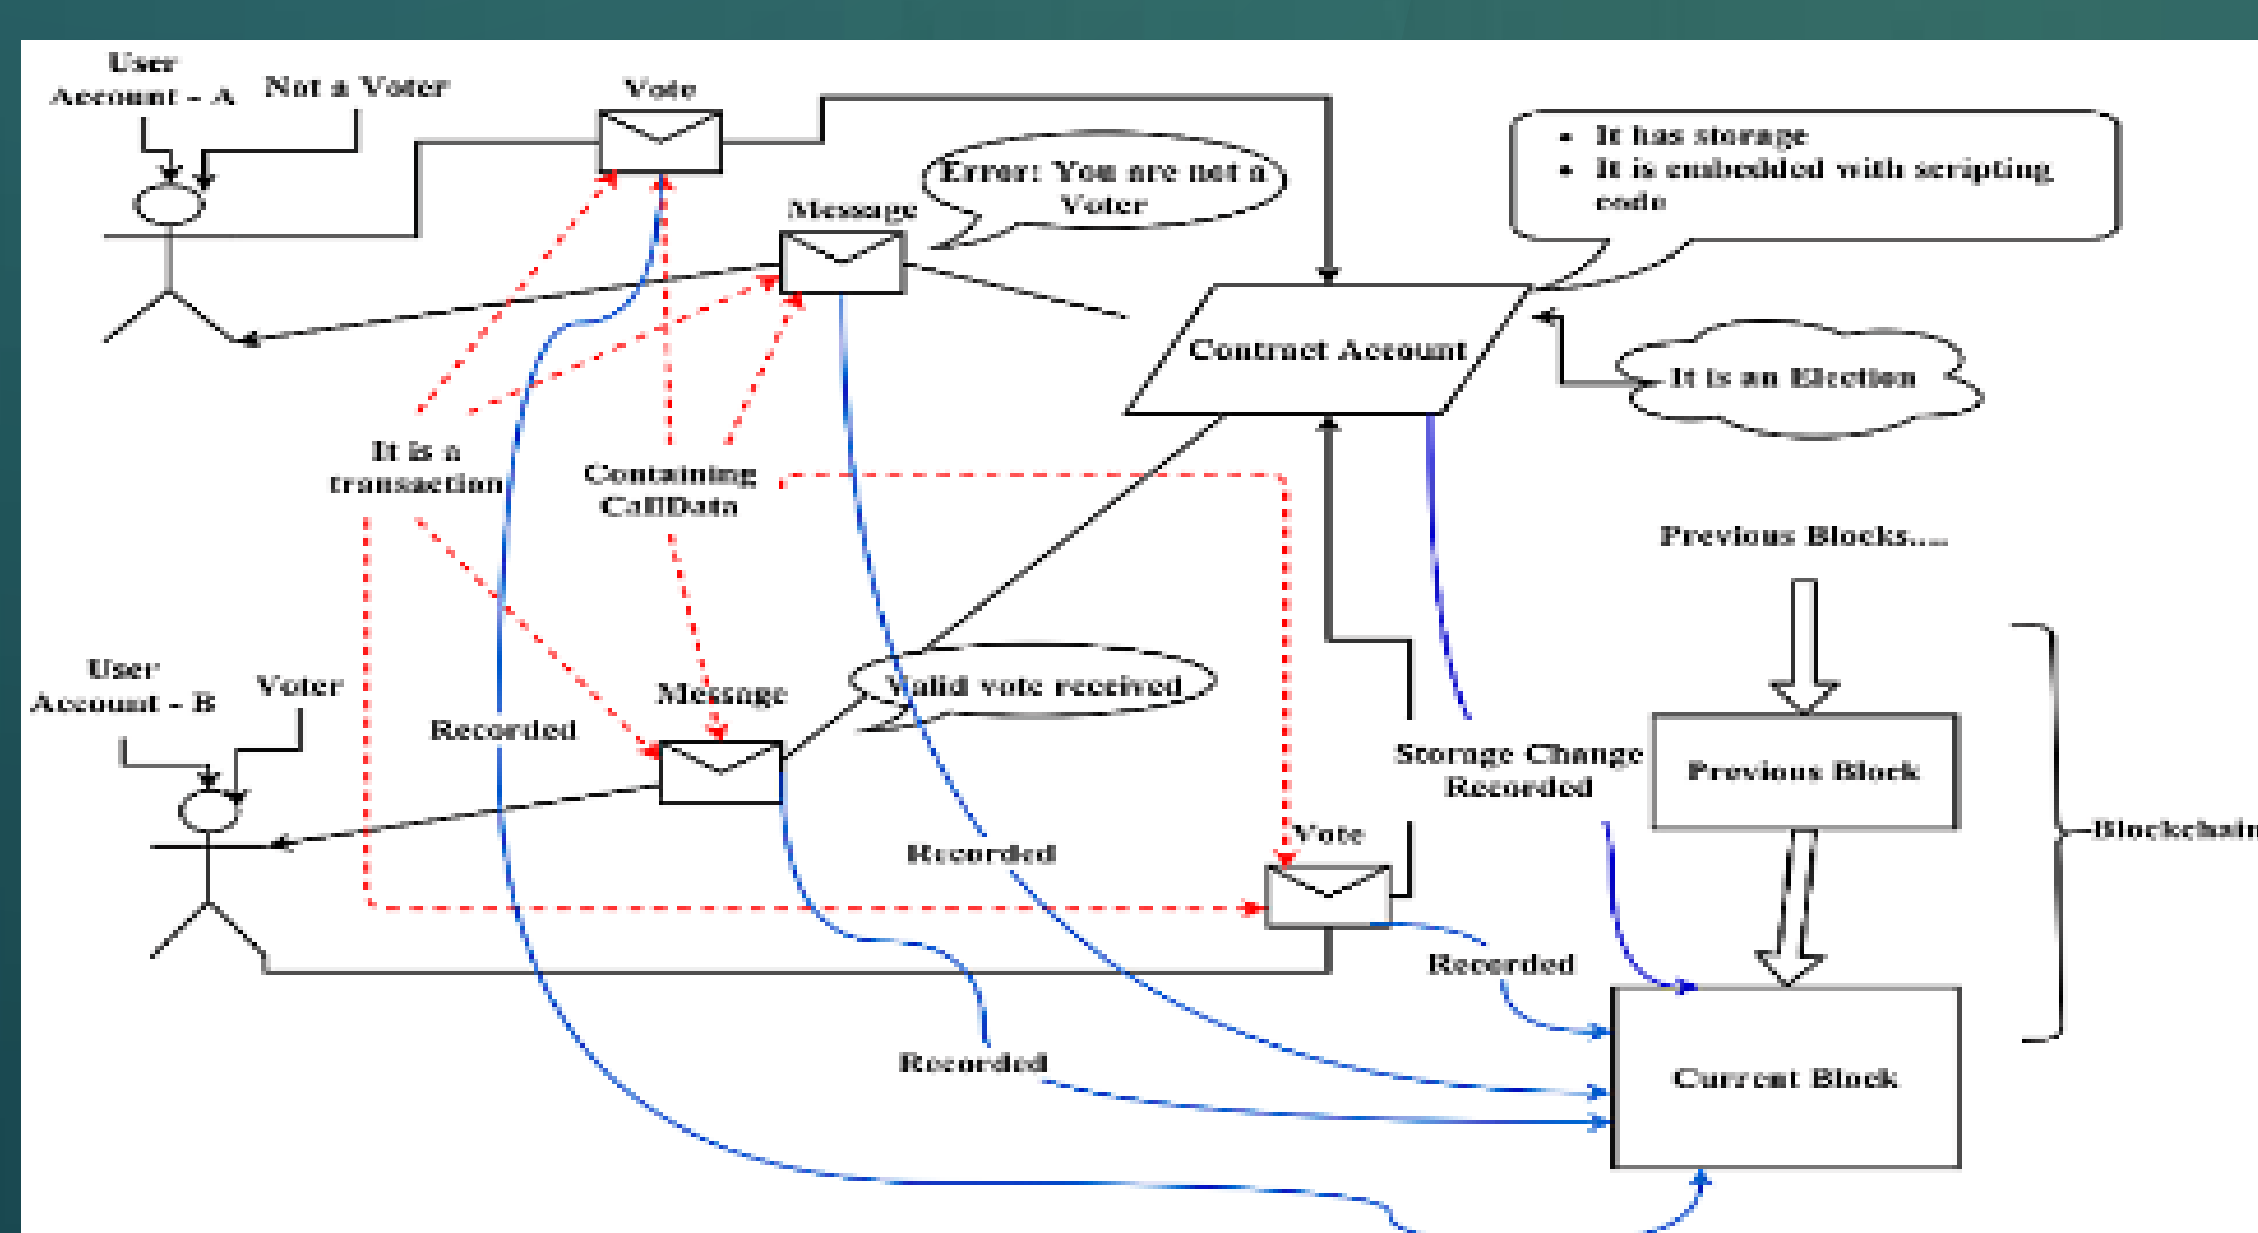 User
Account - A
Not a Voter
Vote
Error: You are not a
Voter
Message
• It has storage
• It is embedded with scripting
code
Contract Account
It is an Election
It is a
transaction
Containing
CallData
Previous Blocks....
User
Account - B
Voter
Message
Valid vote received
Recorded
Storage Change
Recorded
Previous Block
Blockchain
Vote
Recorded
Recorded
Recorded
Current Block